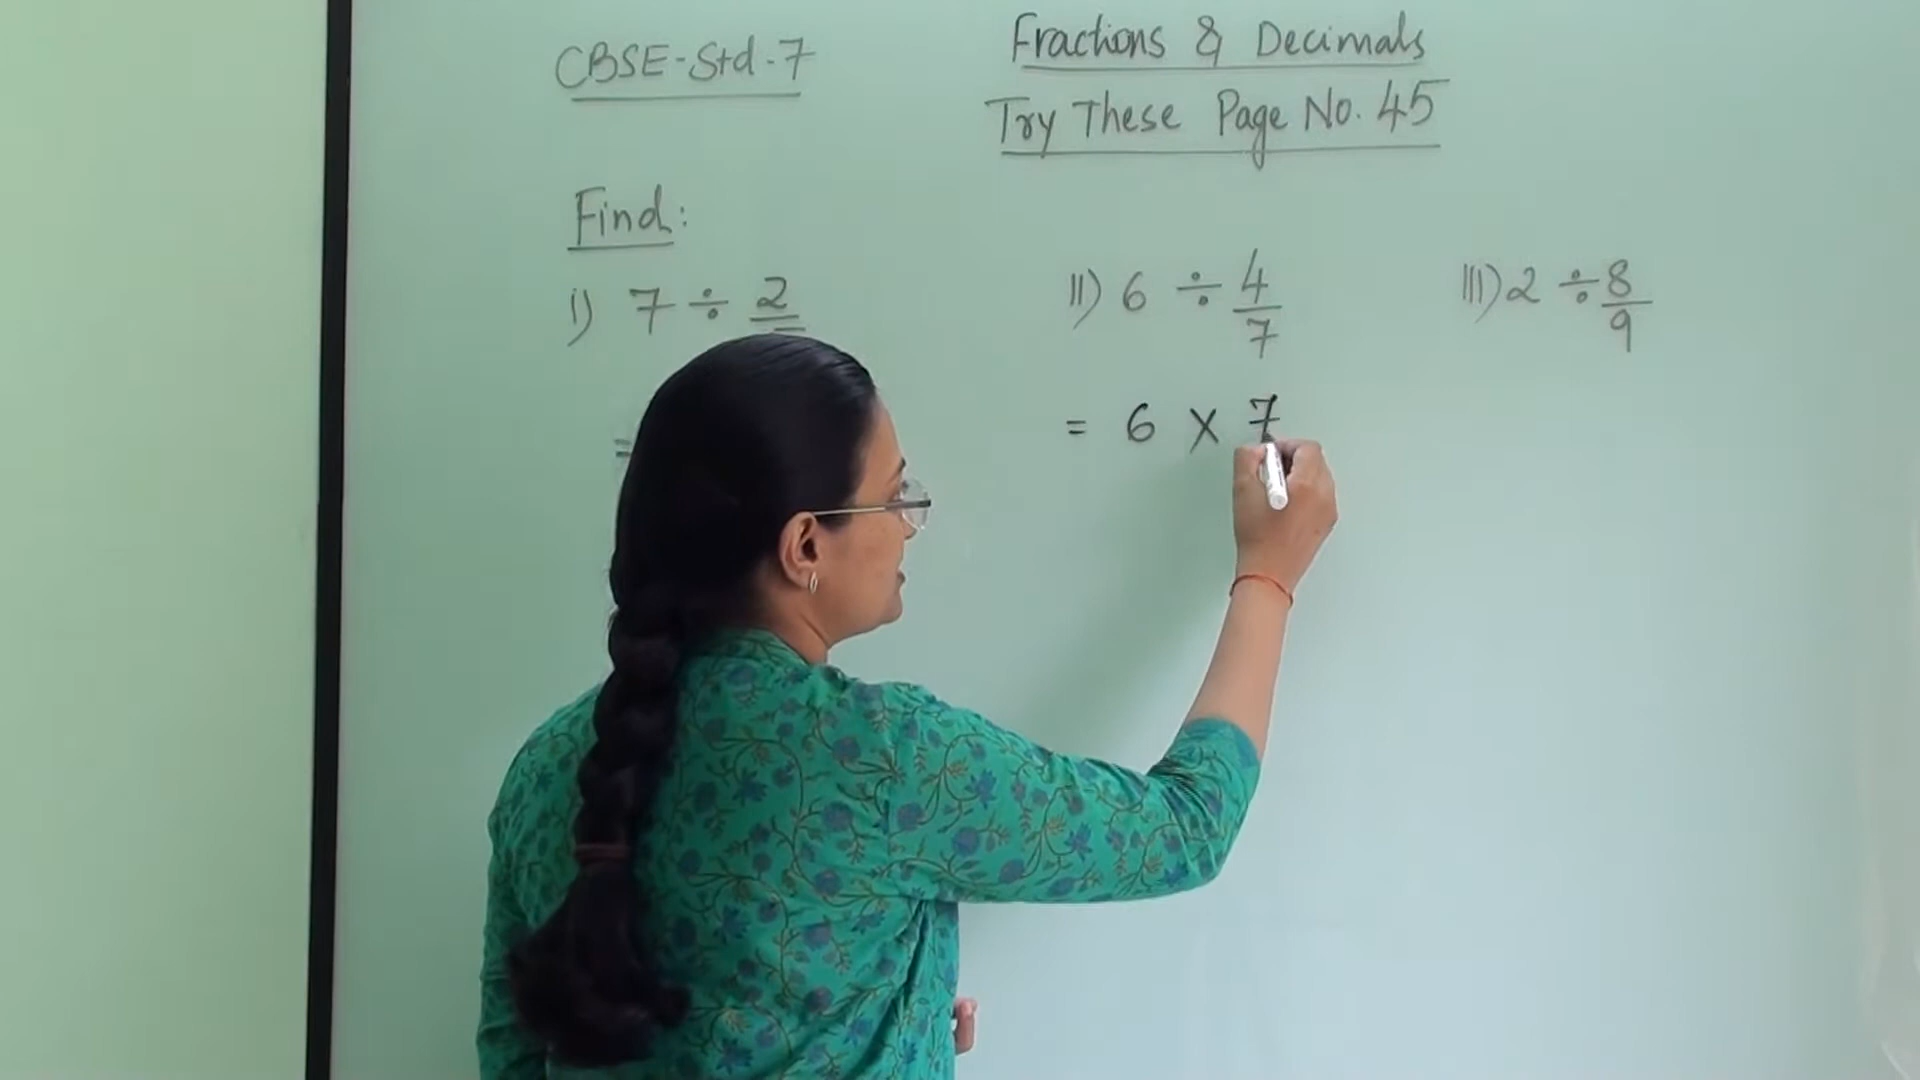 CBSE-Std-7
Fractions & Decimals
Try These Page No. 45
Find:
i) 7 ÷ 2
II) 6 ÷ 4/7
III) 2 ÷ 8/9
=
= 6 X 7